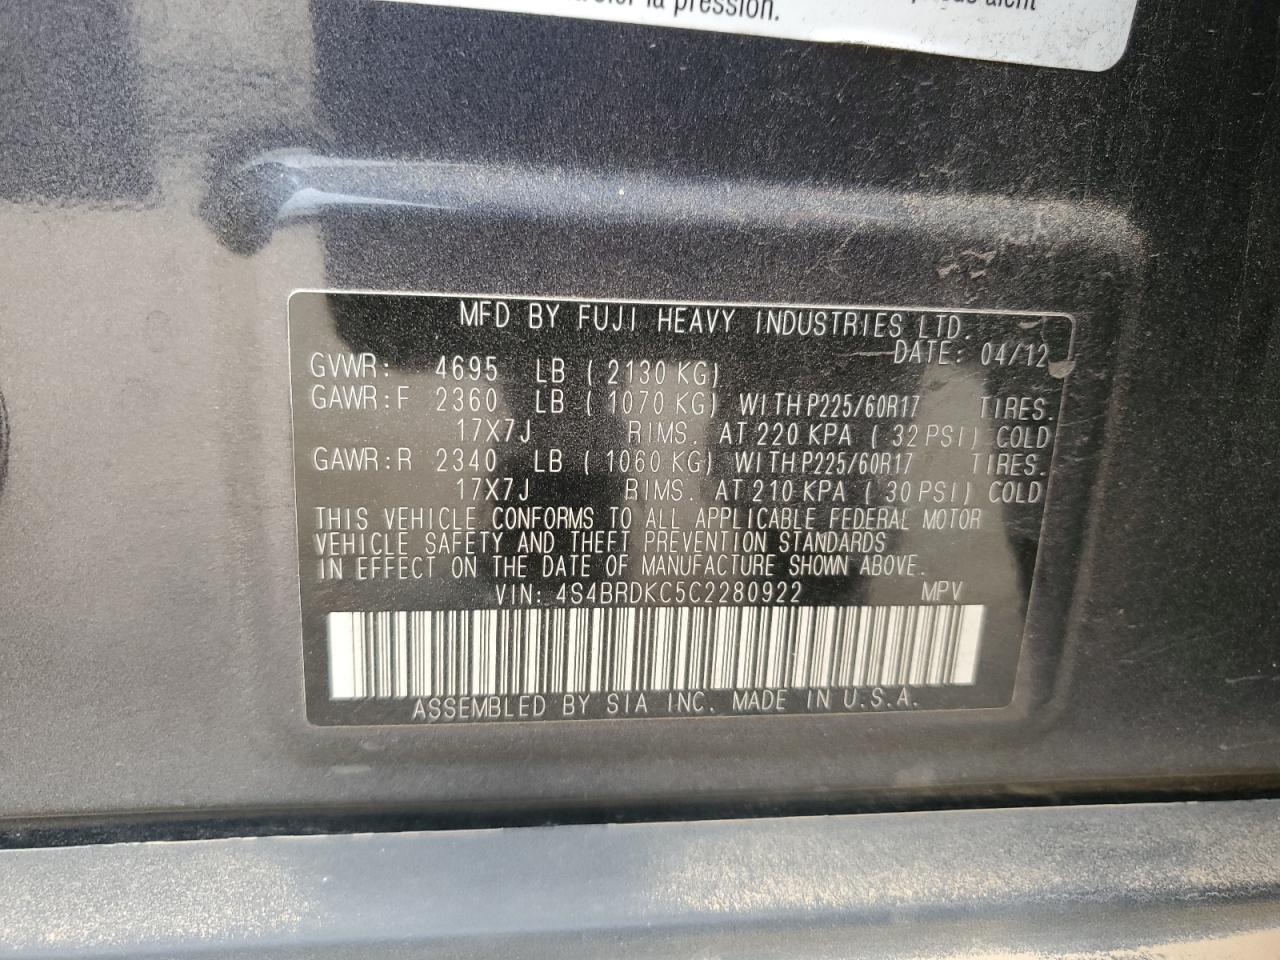 la pression.
MFD BY FUJI HEAVY INDUSTRIES LTD.
DATE: 04/12
GVWR: 4695 LB ( 2130 KG)
GAWR:F 2360 LB ( 1070 KG) WITH P225/60R17 TIRES.
17X7J RIMS. AT 220 KPA ( 32 PSI) COLD
GAWR:R 2340 LB ( 1060 KG) WITH P225/60R17 TIRES.
17X7J RIMS. AT 210 KPA ( 30 PSI) COLD
THIS VEHICLE CONFORMS TO ALL APPLICABLE FEDERAL MOTOR
VEHICLE SAFETY AND THEFT PREVENTION STANDARDS
IN EFFECT ON THE DATE OF MANUFACTURE SHOWN ABOVE.
VIN: 4S4BRDKC5C2280922 MPV
ASSEMBLED BY SIA INC. MADE IN U.S.A.